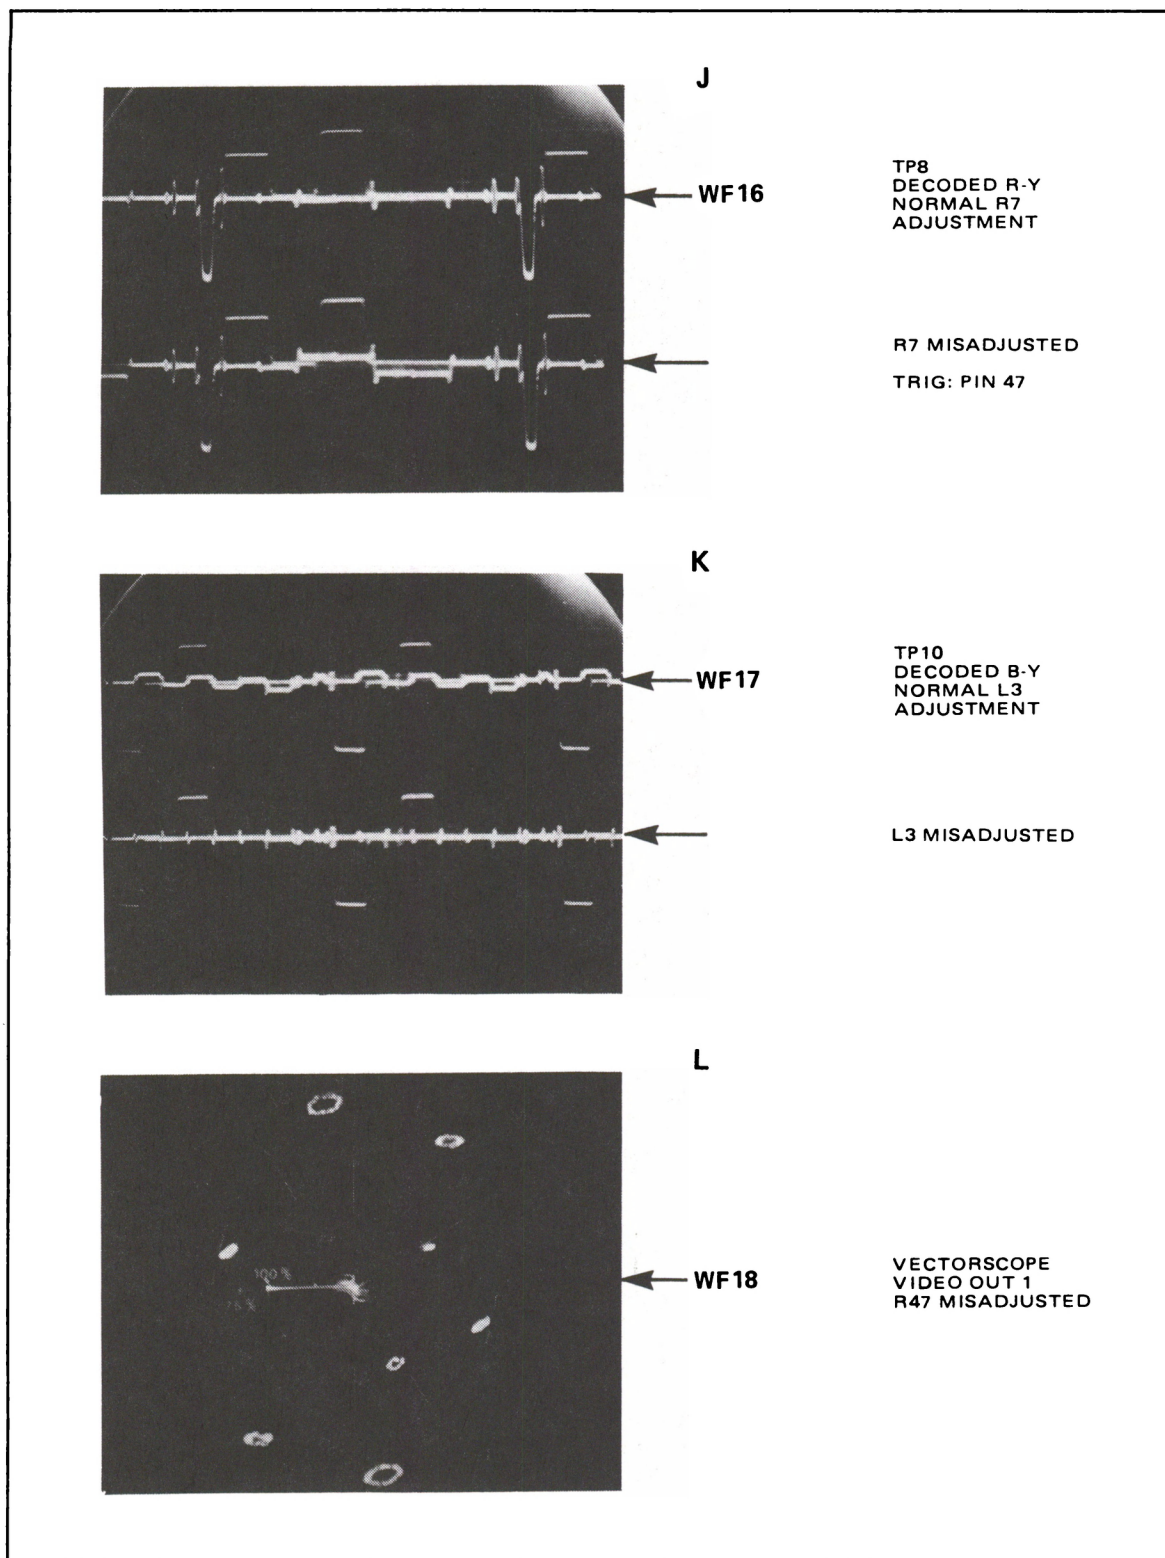 J
WF16
TP8
DECODED R-Y
NORMAL R7
ADJUSTMENT
R7 MISADJUSTED
TRIG: PIN 47
K
WF17
TP10
DECODED B-Y
NORMAL L3
ADJUSTMENT
L3 MISADJUSTED
L
100%
75%
WF18
VECTORSCOPE
VIDEO OUT 1
R47 MISADJUSTED